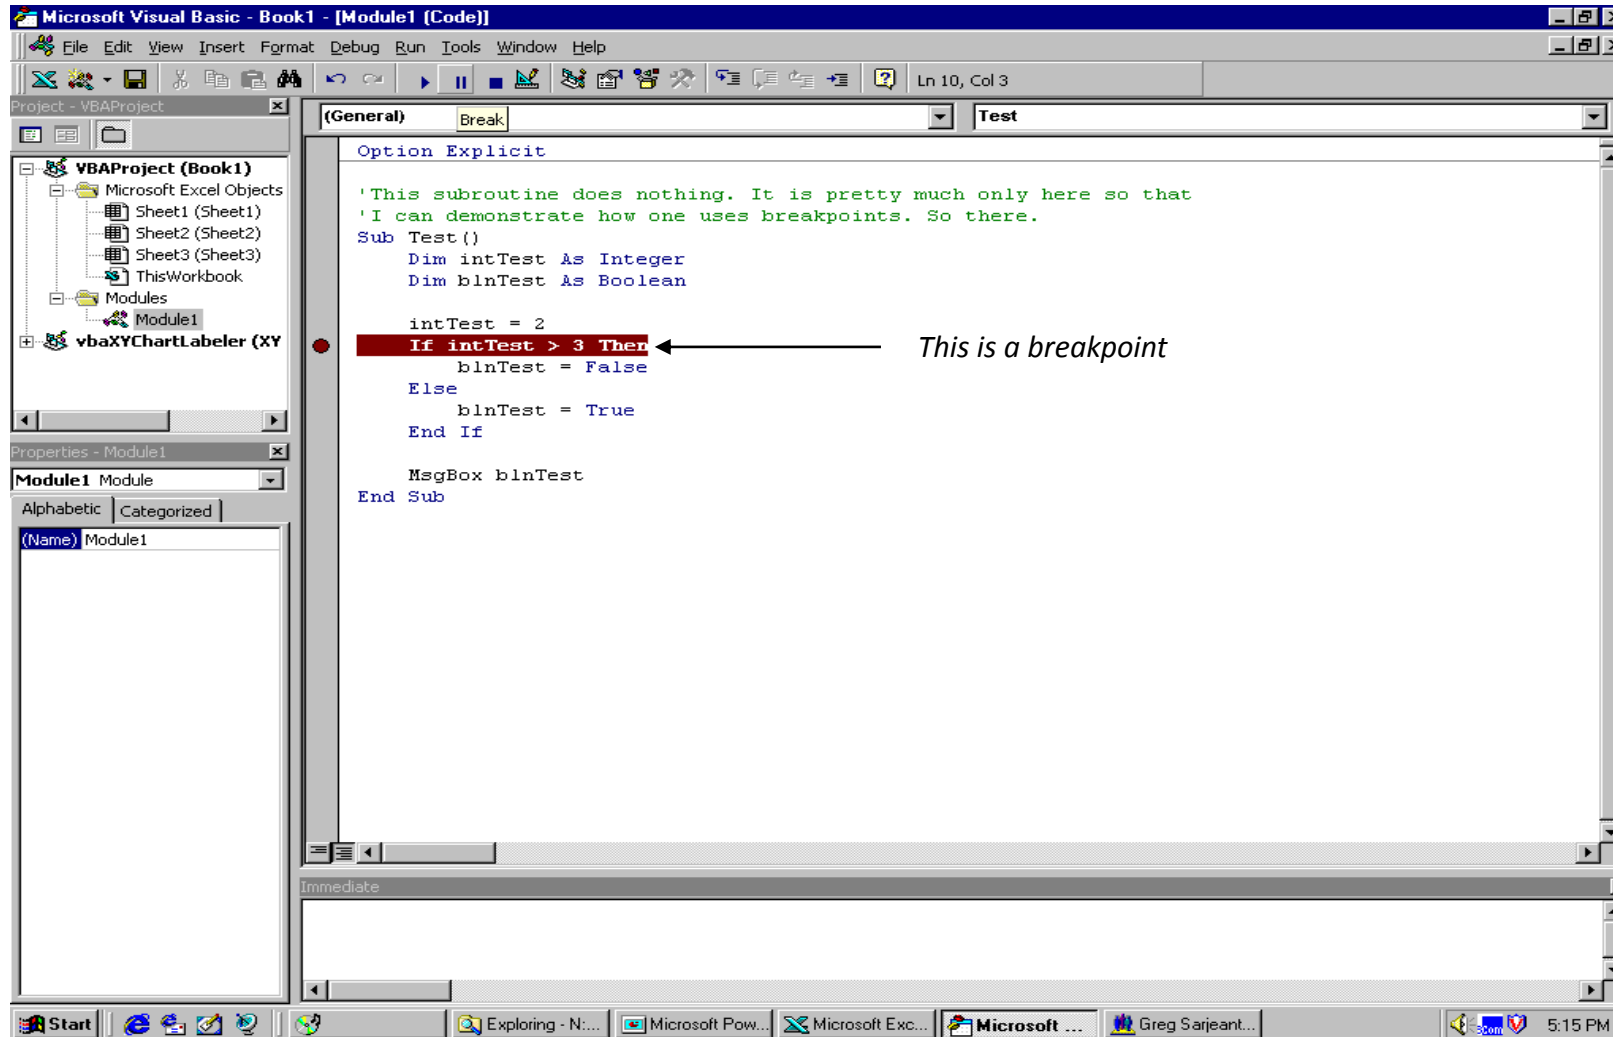 Microsoft Visual Basic - Book1 - [Module1 (Code)]
File Edit View Insert Format Debug Run Tools Window Help
Ln 10, Col 3
Project - VBAProject
VBAProject (Book1)
Microsoft Excel Objects
Sheet1 (Sheet1)
Sheet2 (Sheet2)
Sheet3 (Sheet3)
ThisWorkbook
Modules
Module1
vbaXYChartLabeler (XY
Properties - Module1
Module1 Module
Alphabetic Categorized
(Name) Module1
(General) Test
Break
Option Explicit
'This subroutine does nothing. It is pretty much only here so that
'I can demonstrate how one uses breakpoints. So there.
Sub Test()
Dim intTest As Integer
Dim blnTest As Boolean
intTest = 2
If intTest > 3 Then
This is a breakpoint
blnTest = False
Else
blnTest = True
End If
MsgBox blnTest
End Sub
Immediate
Start Exploring - N:... Microsoft Pow... Microsoft Exc... Microsoft ... Greg Sarjeant... 3com 5:15 PM